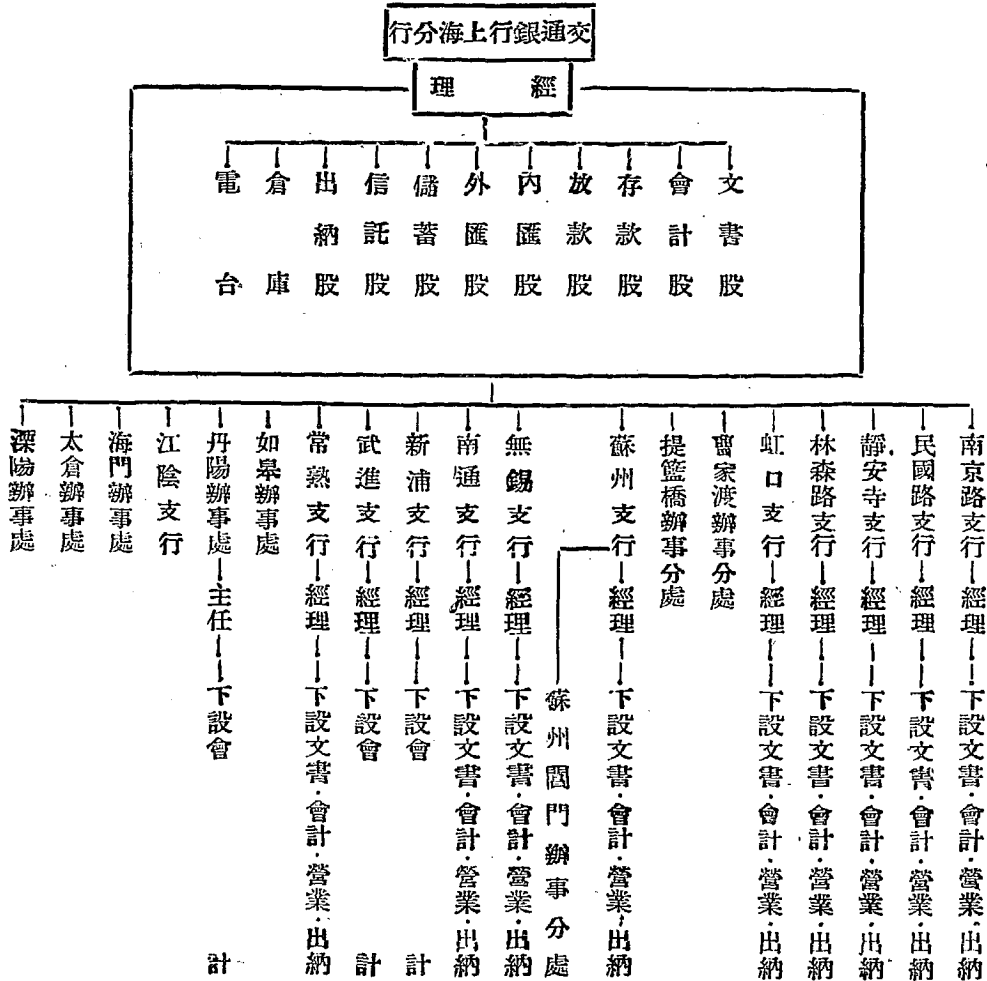 交通銀行上海分行
經理
文書股
會計股
存款股
放款股
內匯股
外匯股
儲蓄股
信託股
出納股
倉庫
電台
南京路支行 經理 下設文書·會計·營業·出納
民國路支行 經理 下設文書·會計·營業·出納
靜安寺支行 經理 下設文書·會計·營業·出納
林森路支行 經理 下設文書·會計·營業·出納
虹口支行 經理 下設文書·會計·營業·出納
曹家渡辦事分處
提籃橋辦事分處
蘇州支行 經理 下設文書·會計·營業·出納
蘇州閶門辦事分處
無錫支行 經理 下設文書·會計·營業·出納
南通支行 經理 下設文書·會計·營業·出納
新浦支行 經理 下設會計
武進支行 經理 下設會計
常熟支行 經理 下設文書·會計·營業·出納
如皋辦事處
丹陽辦事處 主任 下設會計
江陰支行
海門辦事處
太倉辦事處
溧陽辦事處